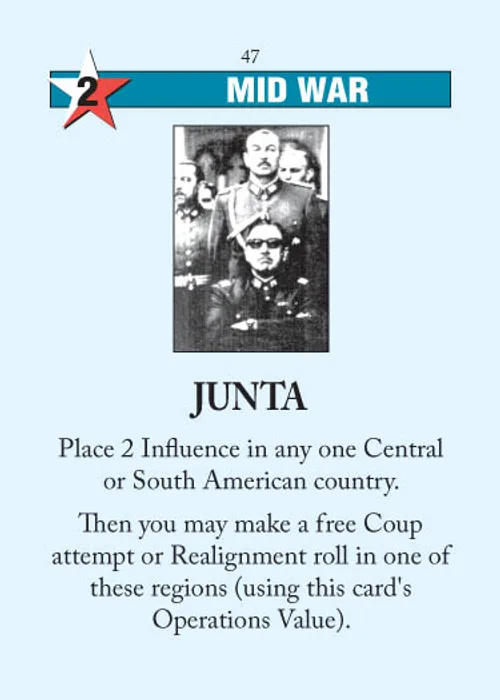 47
2
MID WAR
JUNTA
Place 2 Influence in any one Central
or South American country.
Then you may make a free Coup
attempt or Realignment roll in one of
these regions (using this card's
Operations Value).